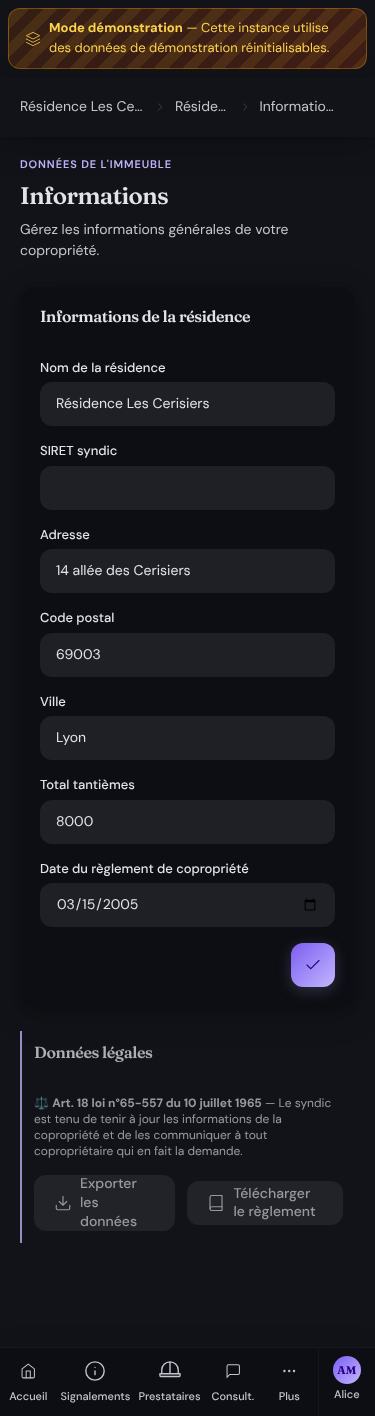 Mode démonstration — Cette instance utilise
des données de démonstration réinitialisables.
Résidence Les Ce… Réside… Informatio…
DONNÉES DE L'IMMEUBLE
Informations
Gérez les informations générales de votre
copropriété.
Informations de la résidence
Nom de la résidence
Résidence Les Cerisiers
SIRET syndic
Adresse
14 allée des Cerisiers
Code postal
69003
Ville
Lyon
Total tantièmes
8000
Date du règlement de copropriété
03/15/2005
Données légales
⚖️ Art. 18 loi n°65-557 du 10 juillet 1965 — Le syndic
est tenu de tenir à jour les informations de la
copropriété et de les communiquer à tout
copropriétaire qui en fait la demande.
Exporter
les
données
Télécharger
le règlement
AM
Accueil Signalements Prestataires Consult. Plus Alice